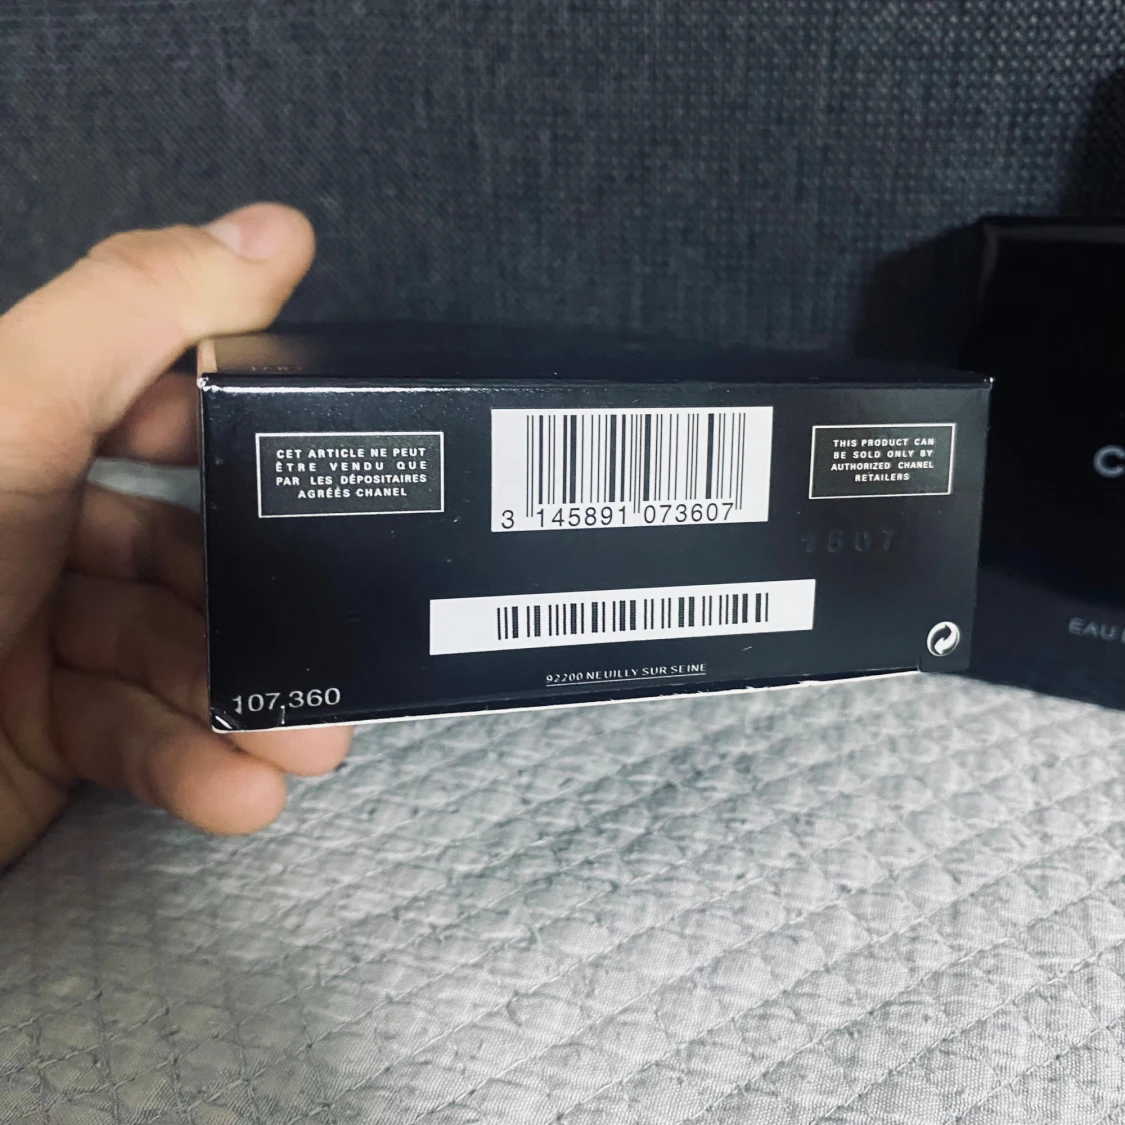 CET ARTICLE NE PEUT
ÊTRE VENDU QUE
PAR LES DÉPOSITAIRES
AGRÉÉS CHANEL
3 145891 073607
THIS PRODUCT CAN
BE SOLD ONLY BY
AUTHORIZED CHANEL
RETAILERS
92200 NEUILLY SUR SEINE
107.360
EAU